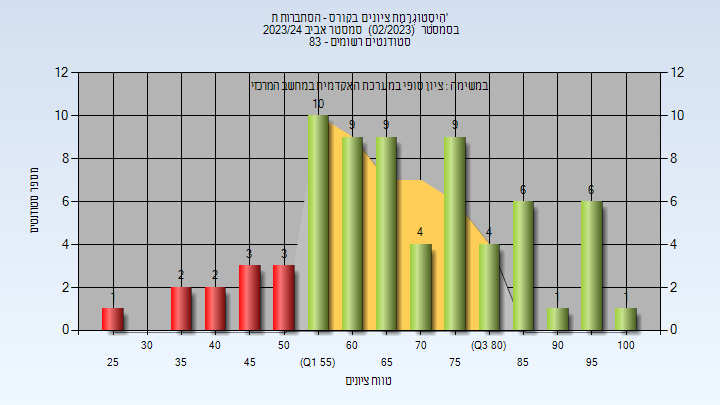 'היסטוגרמת ציונים בקורס - הסתברות ת
בסמסטר (02/2023) סמסטר אביב 2023/24
סטודנטים רשומים - 83
במשימה : ציון סופי במערכת האקדמית במחשב המרכזי
מספר סטודנטים
12 12
10 10
8 8
6 6
4 4
2 2
0 0
1 2 2 3 3 10 9 9 4 9 4 6 1 6 1
30 40 50 60 70 (Q3 80) 90 100
25 35 45 (Q1 55) 65 75 85 95
טווח ציונים